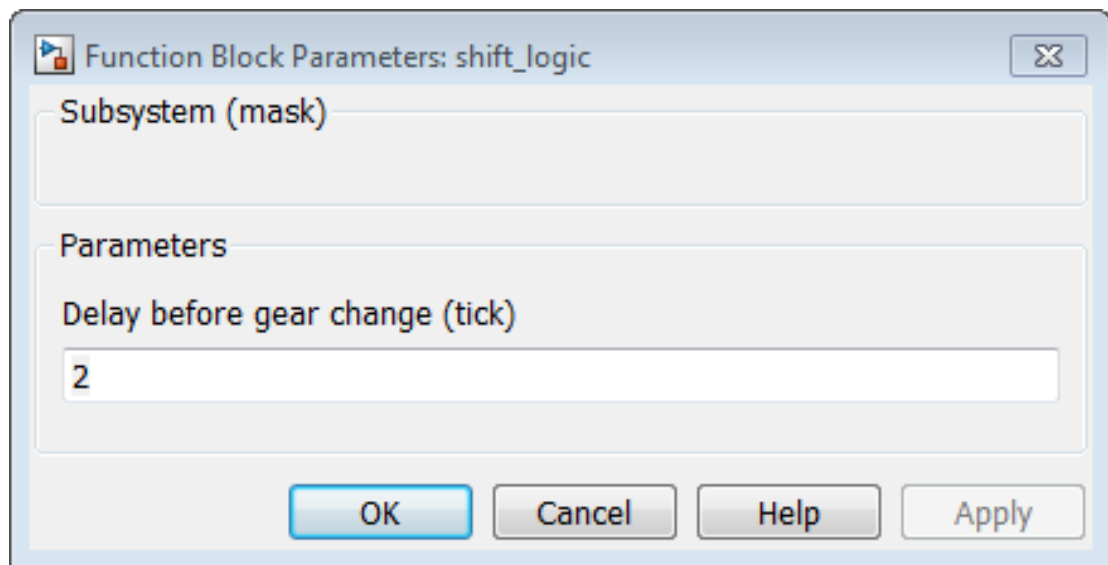 Function Block Parameters: shift_logic
Subsystem (mask)
Parameters
Delay before gear change (tick)
2
OK Cancel Help Apply